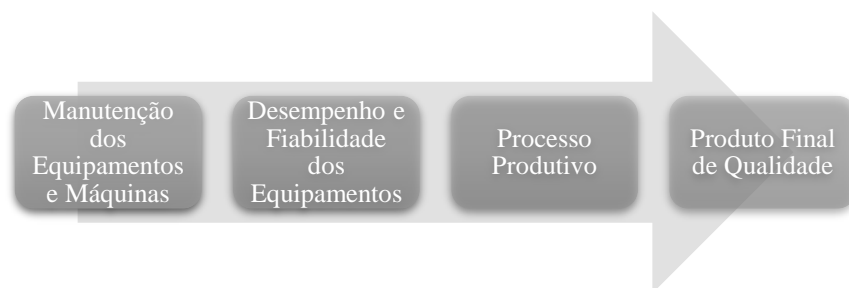 Manutenção
dos
Equipamentos
e Máquinas
Desempenho e
Fiabilidade
dos
Equipamentos
Processo
Produtivo
Produto Final
de Qualidade